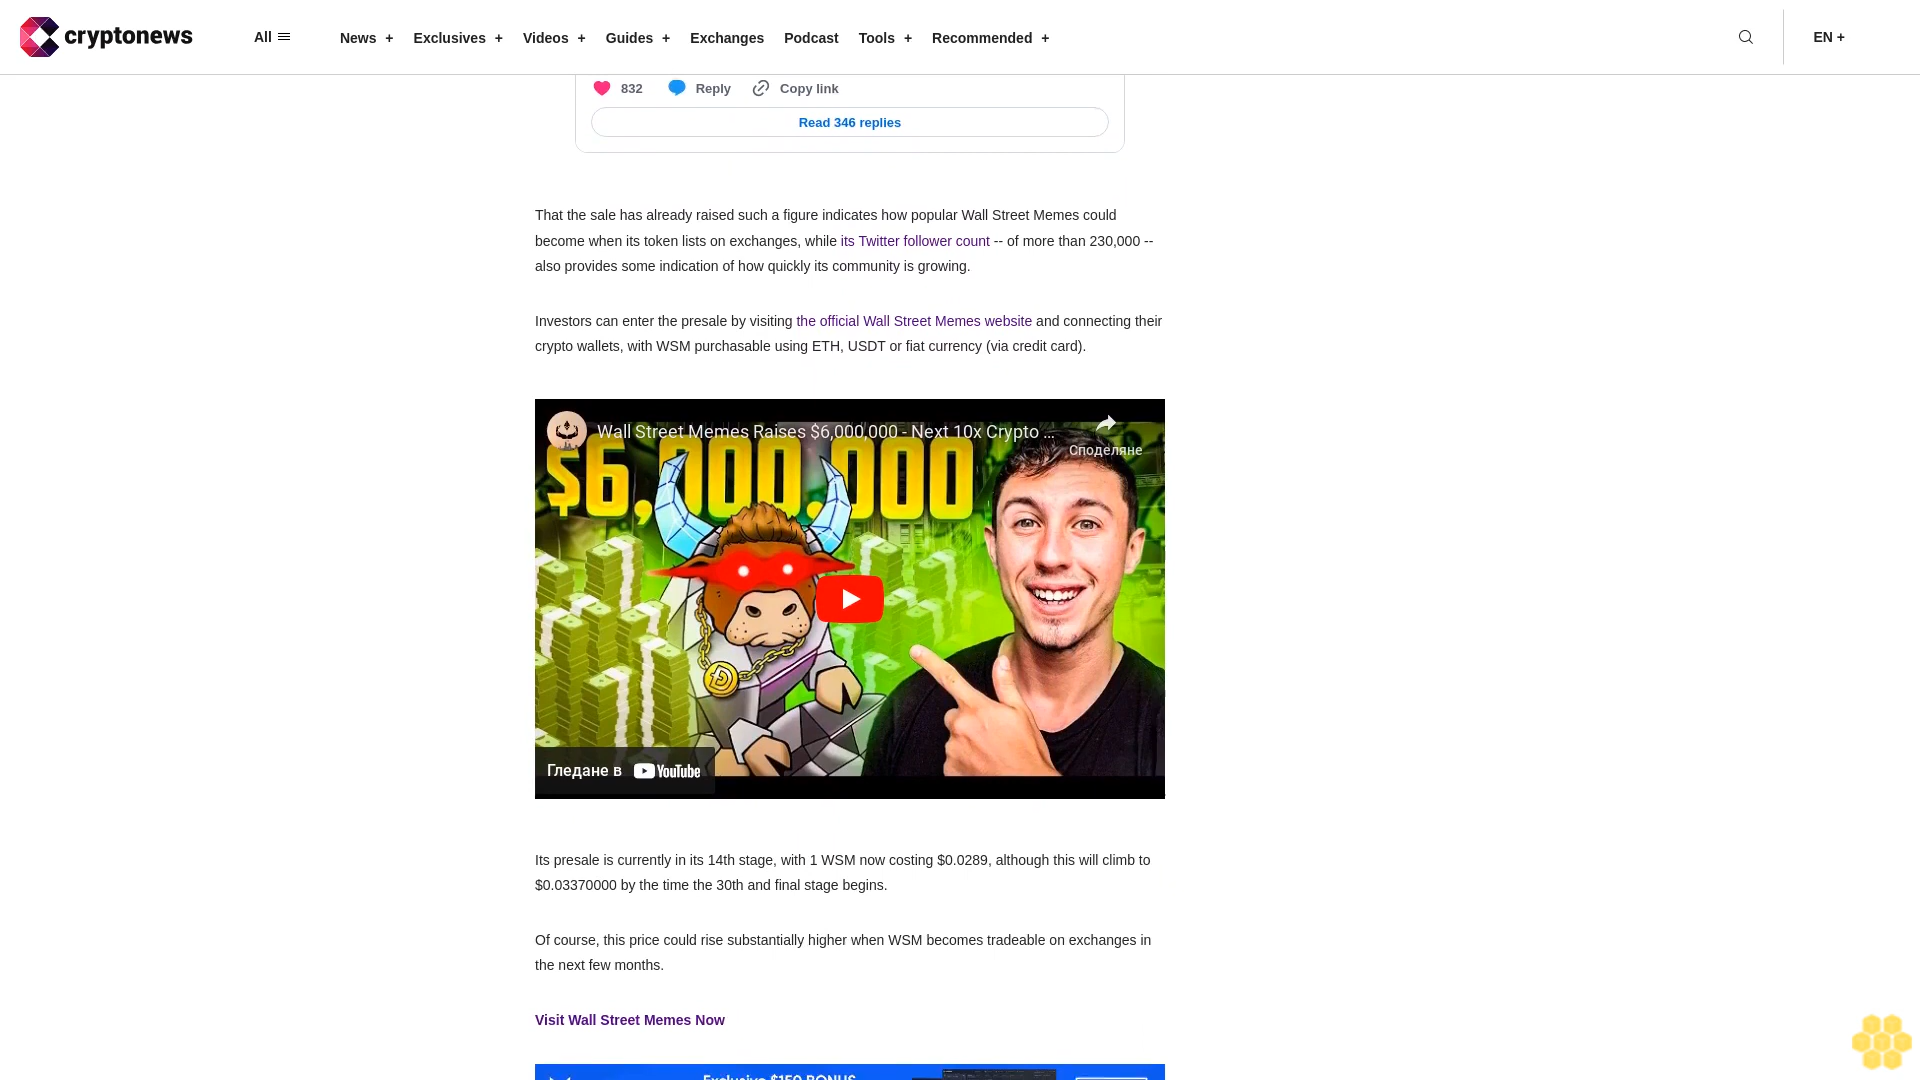 cryptonews
All
News + Exclusives + Videos + Guides + Exchanges Podcast Tools + Recommended +
EN +
832 Reply Copy link
Read 346 replies
That the sale has already raised such a figure indicates how popular Wall Street Memes could
become when its token lists on exchanges, while its Twitter follower count -- of more than 230,000 --
also provides some indication of how quickly its community is growing.
Investors can enter the presale by visiting the official Wall Street Memes website and connecting their
crypto wallets, with WSM purchasable using ETH, USDT or fiat currency (via credit card).
Wall Street Memes Raises $6,000,000 - Next 10x Crypto ...
Споделяне
$6,000,000
Гледане в YouTube
Its presale is currently in its 14th stage, with 1 WSM now costing $0.0289, although this will climb to
$0.03370000 by the time the 30th and final stage begins.
Of course, this price could rise substantially higher when WSM becomes tradeable on exchanges in
the next few months.
Visit Wall Street Memes Now
Exclusive $150 BONUS